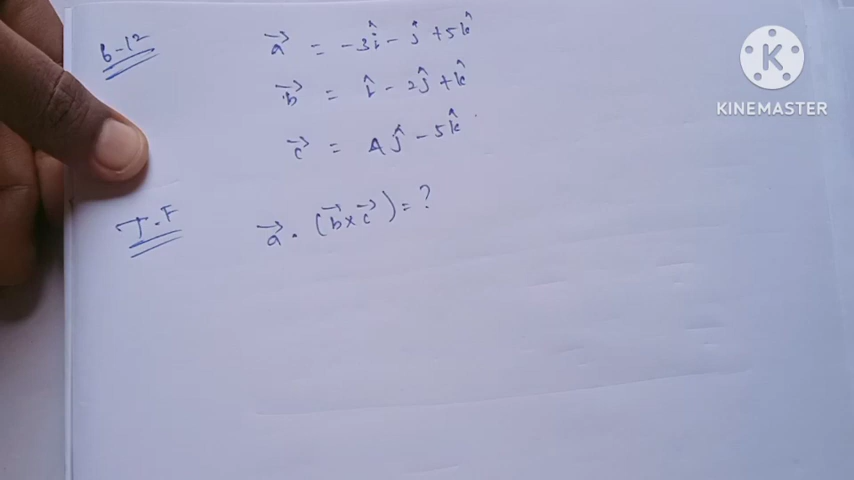 6-12
a⃗ = -3î - ĵ + 5k̂
b⃗ = î - 2ĵ + k̂
c⃗ = 4ĵ - 5k̂
T.F
a⃗ . (b⃗ x c⃗) = ?
KINEMASTER